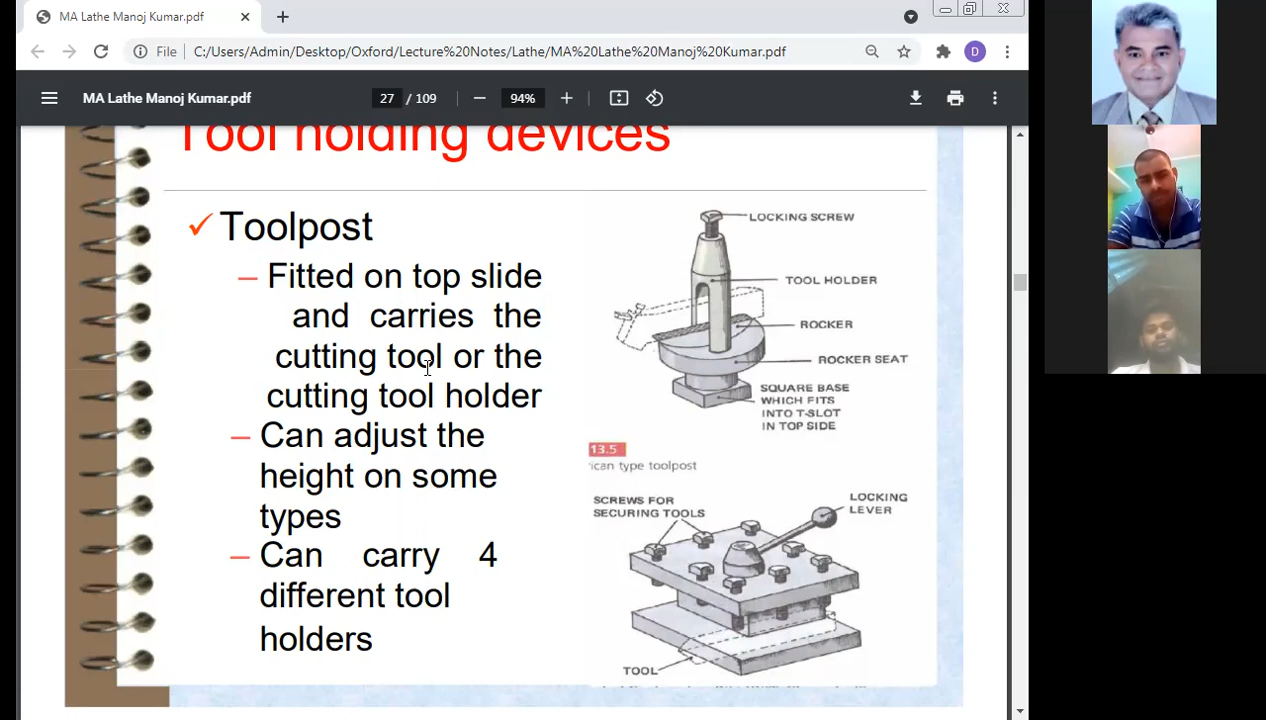 MA Lathe Manoj Kumar.pdf
File
C:/Users/Admin/Desktop/Oxford/Lecture%20Notes/Lathe/MA%20Lathe%20Manoj%20Kumar.pdf
D
MA Lathe Manoj Kumar.pdf
27 / 109
94%
Tool holding devices
Toolpost
– Fitted on top slide
and carries the
cutting tool or the
cutting tool holder
– Can adjust the
height on some
types
– Can carry 4
different tool
holders
LOCKING SCREW
TOOL HOLDER
ROCKER
ROCKER SEAT
SQUARE BASE
WHICH FITS
INTO T-SLOT
IN TOP SIDE
13.5
ican type toolpost
SCREWS FOR
SECURING TOOLS
LOCKING
LEVER
TOOL